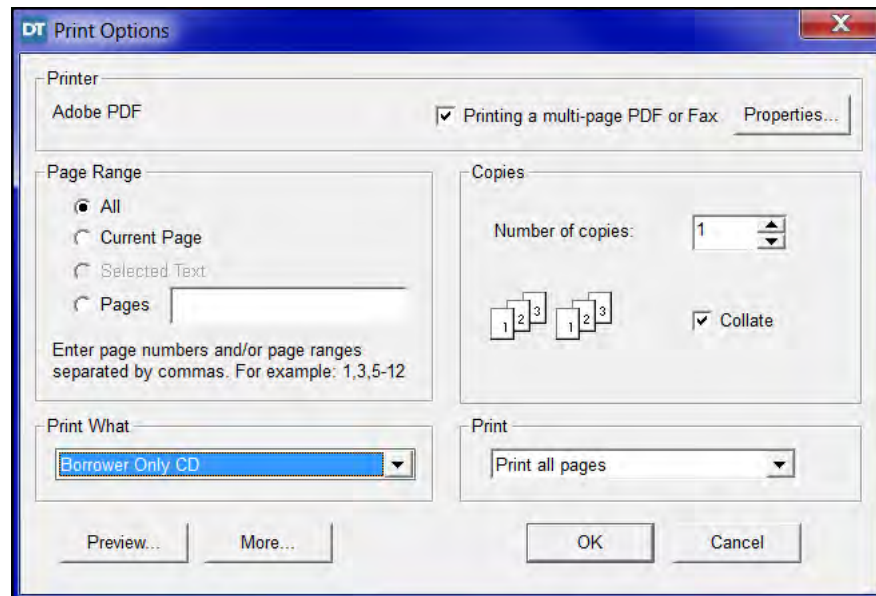 DT Print Options
X
Printer
Adobe PDF
Printing a multi-page PDF or Fax
Properties...
Page Range
All
Current Page
Selected Text
Pages
Enter page numbers and/or page ranges
separated by commas. For example: 1,3,5-12
Copies
Number of copies:
1
1 2 3 1 2 3
Collate
Print What
Borrower Only CD
Print
Print all pages
Preview...
More...
OK
Cancel